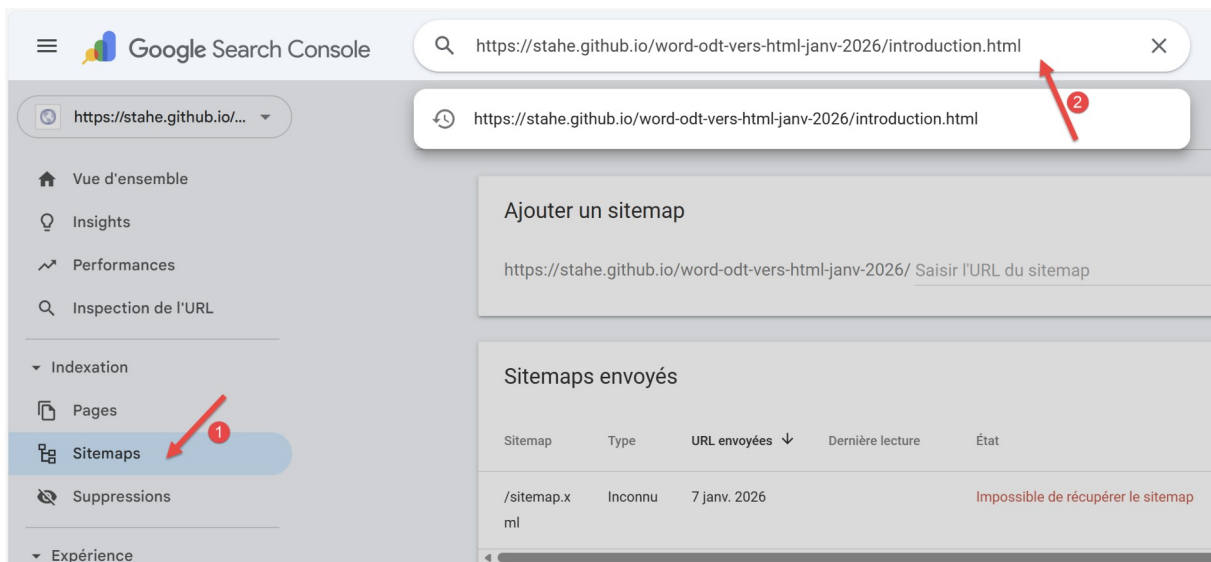 Google Search Console
https://stahe.github.io/word-odt-vers-html-janv-2026/introduction.html
https://stahe.github.io/...
https://stahe.github.io/word-odt-vers-html-janv-2026/introduction.html
2
Vue d'ensemble
Insights
Performances
Inspection de l'URL
Indexation
Pages
1
Sitemaps
Suppressions
Expérience
Ajouter un sitemap
https://stahe.github.io/word-odt-vers-html-janv-2026/ Saisir l'URL du sitemap
Sitemaps envoyés
Sitemap Type URL envoyées Dernière lecture État
/sitemap.x Inconnu 7 janv. 2026 Impossible de récupérer le sitemap
ml